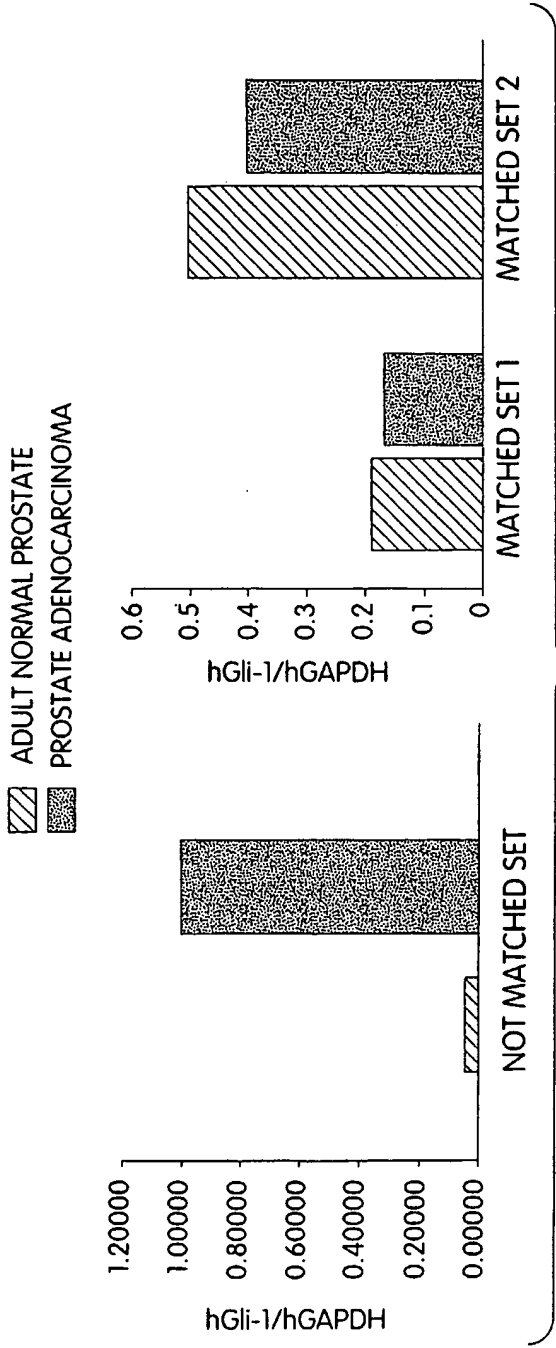 ADULT NORMAL PROSTATE
PROSTATE ADENOCARCINOMA
hGli-1/hGAPDH
1.20000
1.00000
0.80000
0.60000
0.40000
0.20000
0.00000
NOT MATCHED SET
hGli-1/hGAPDH
0.6
0.5
0.4
0.3
0.2
0.1
0
MATCHED SET 1
MATCHED SET 2